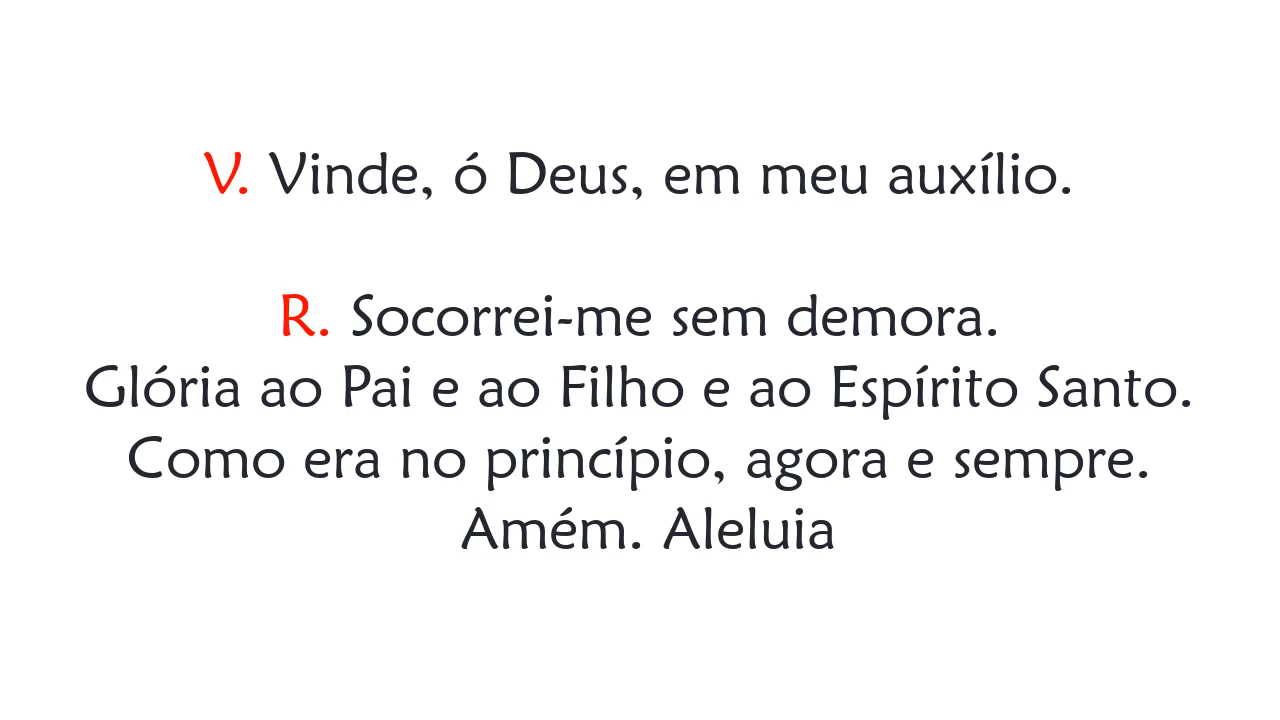 V. Vinde, ó Deus, em meu auxílio.
R. Socorrei-me sem demora.
Glória ao Pai e ao Filho e ao Espírito Santo.
Como era no princípio, agora e sempre.
Amém. Aleluia